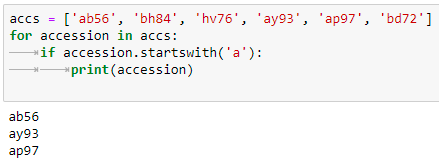 accs = ['ab56', 'bh84', 'hv76', 'ay93', 'ap97', 'bd72']
for accession in accs:
    if accession.startswith('a'):
        print(accession)
ab56
ay93
ap97